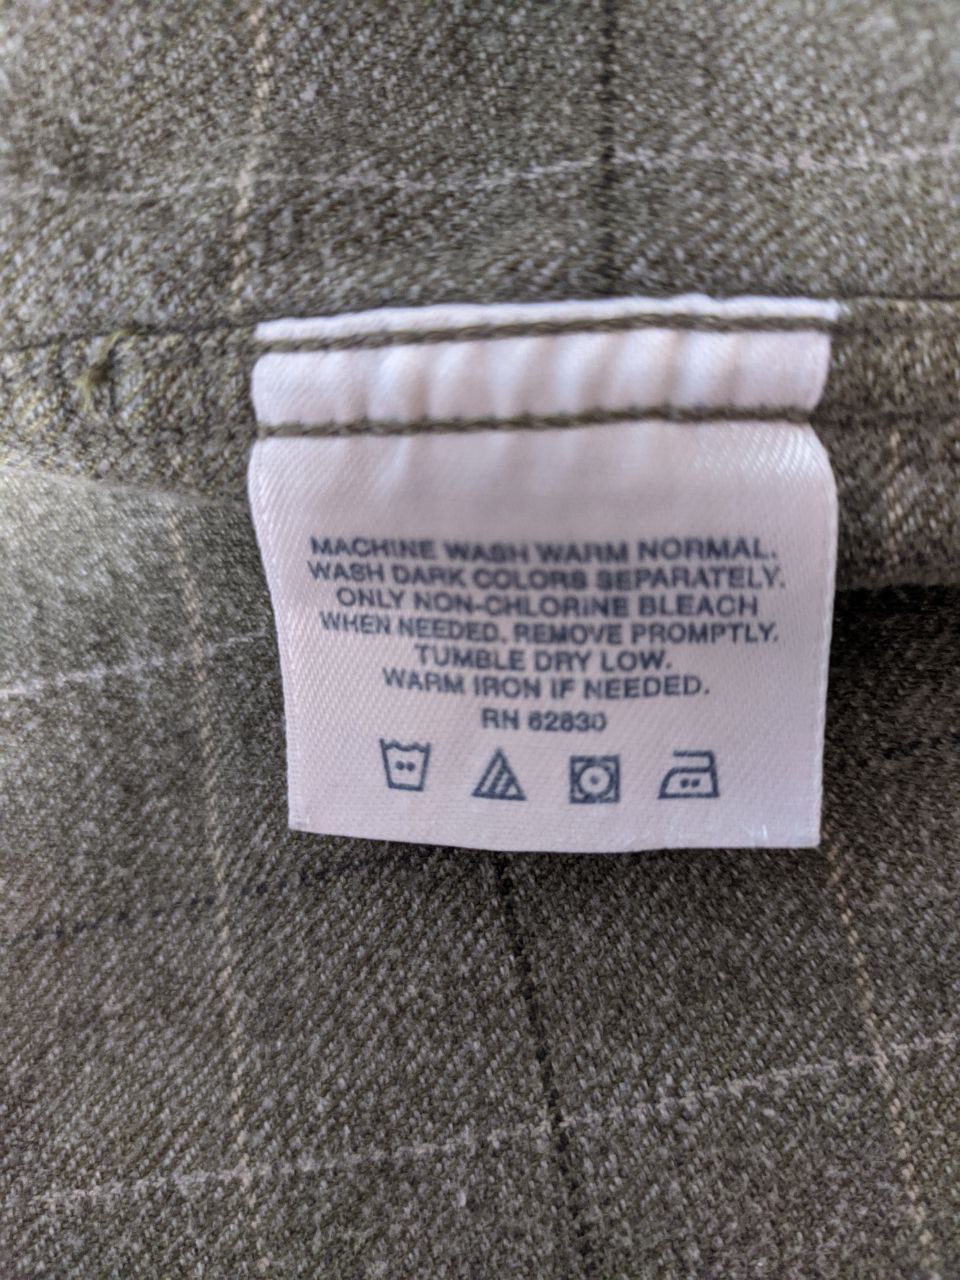 MACHINE WASH WARM NORMAL.
WASH DARK COLORS SEPARATELY.
ONLY NON-CHLORINE BLEACH
WHEN NEEDED. REMOVE PROMPTLY.
TUMBLE DRY LOW.
WARM IRON IF NEEDED.
RN 62830